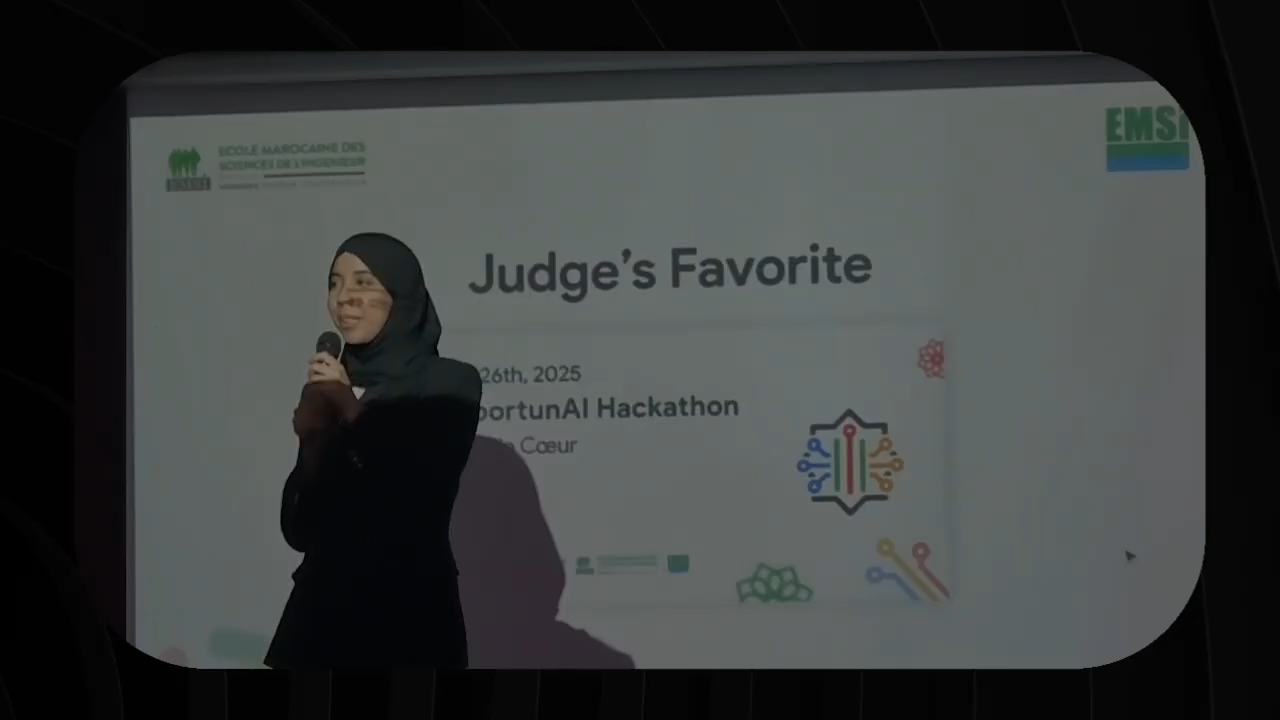 ECOLE MAROCAINE DES
SCIENCES DE L'INGENIEUR
EMSI
Judge's Favorite
26th, 2025
portunAI Hackathon
Cœur